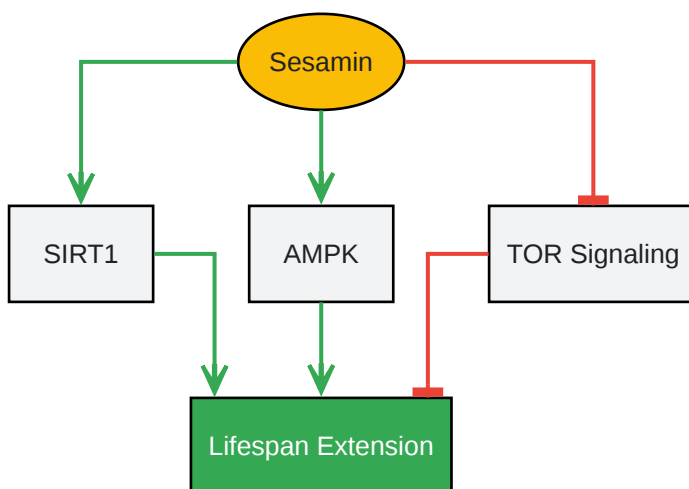 Sesamin
SIRT1
AMPK
TOR Signaling
Lifespan Extension